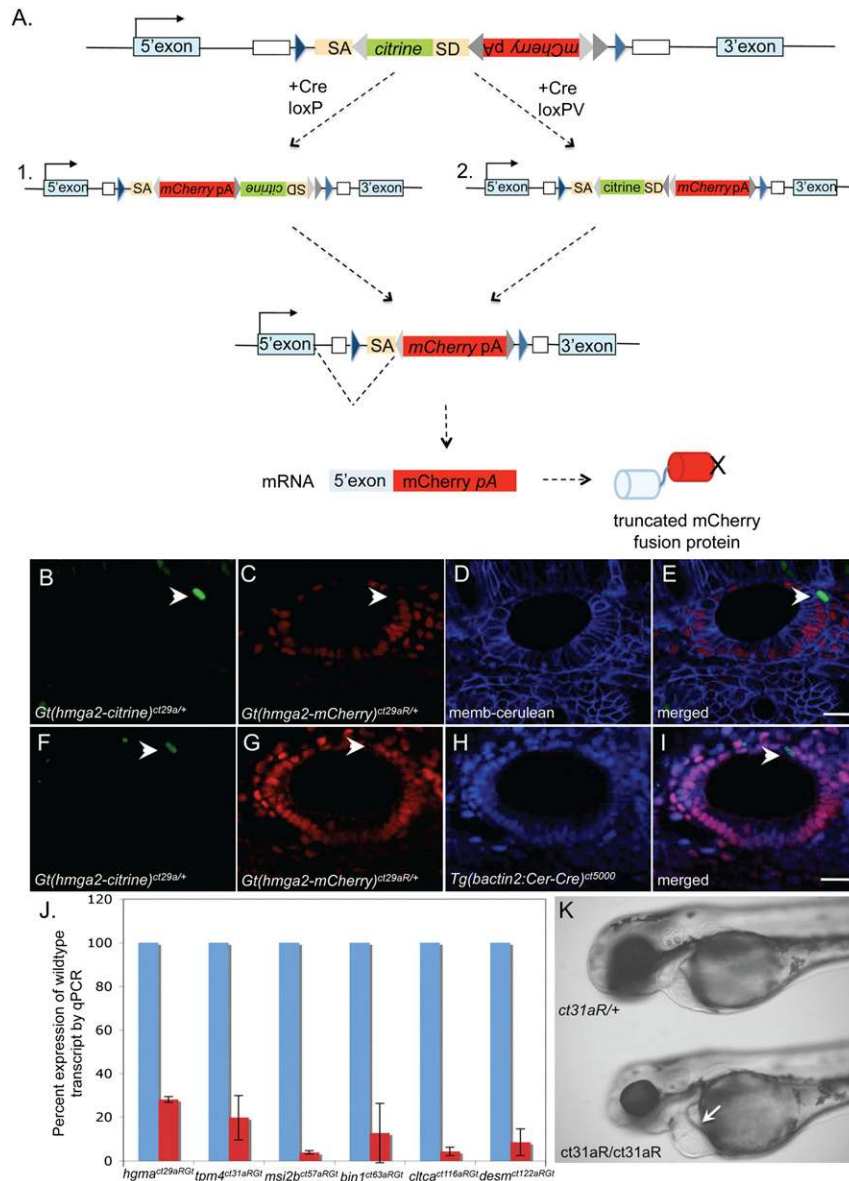 A.
5'exon SA citrine SD mCherry pA 3'exon
+Cre
loxP
+Cre
loxPV
1.
5'exon SA mCherry pA citrine SD 3'exon
2.
5'exon SA citrine SD mCherry pA 3'exon
5'exon SA mCherry pA 3'exon
mRNA 5'exon mCherry pA
X
truncated mCherry
fusion protein
B
Gt(hmga2-citrine)ct29a/+
C
Gt(hmga2-mCherry)ct29aR/+
D
memb-cerulean
E
merged
F
Gt(hmga2-citrine)ct29a/+
G
Gt(hmga2-mCherry)ct29aR/+
H
Tg(bactin2:Cer-Cre)ct5000
I
merged
J.
Percent expression of wildtype
transcript by qPCR
120
100
80
60
40
20
0
hgmact29aRGt tpm4ct31aRGt msi2bct57aRGt bin1ct63aRGt cltcact116aRGt desmct122aRGt
K
ct31aR/+
ct31aR/ct31aR